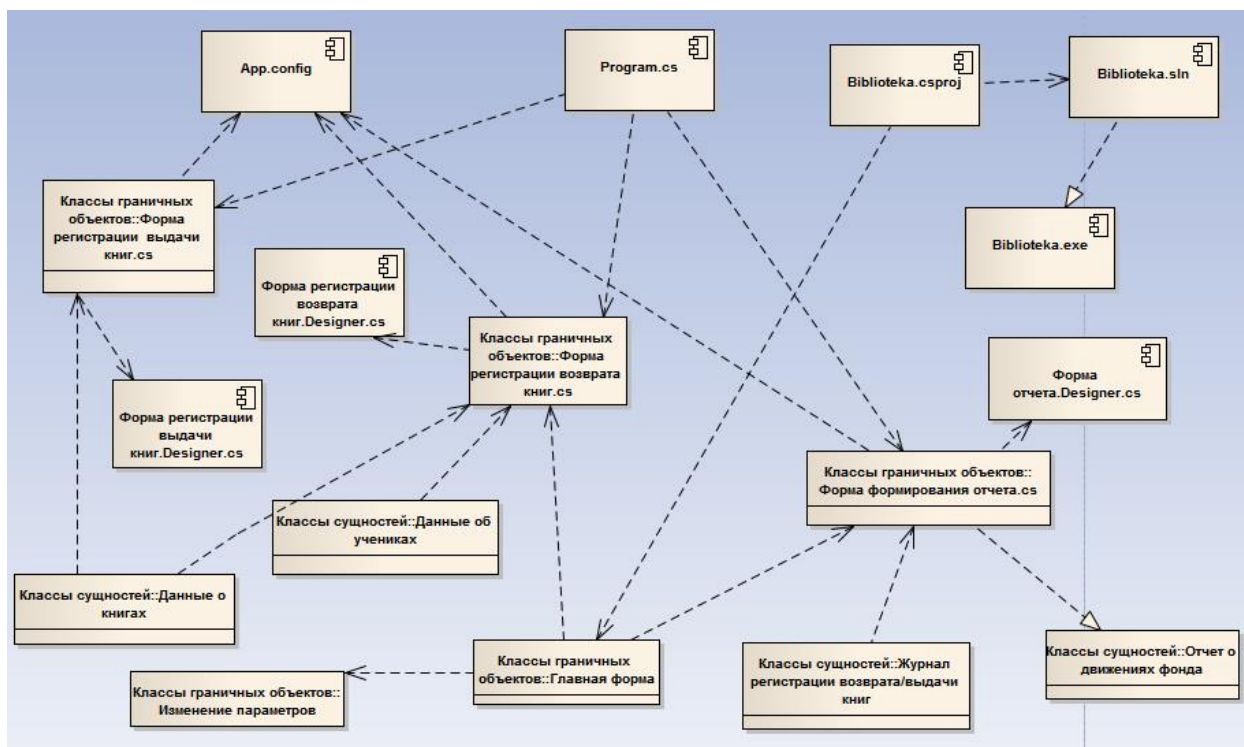 App.config
Program.cs
Biblioteka.csproj
Biblioteka.sln
Классы граничных
объектов::Форма
регистрации выдачи
книг.cs
Biblioteka.exe
Форма регистрации
возврата
книг.Designer.cs
Классы граничных
объектов::Форма
регистрации возврата
книг.cs
Форма
отчета.Designer.cs
Форма регистрации
выдачи
книг.Designer.cs
Классы граничных объектов::
Форма формирования отчета.cs
Классы сущностей::Данные об
учениках
Классы сущностей::Данные о
книгах
Классы граничных
объектов::Главная форма
Классы сущностей::Журнал
регистрации возврата/выдачи
книг
Классы сущностей::Отчет о
движениях фонда
Классы граничных объектов::
Изменение параметров